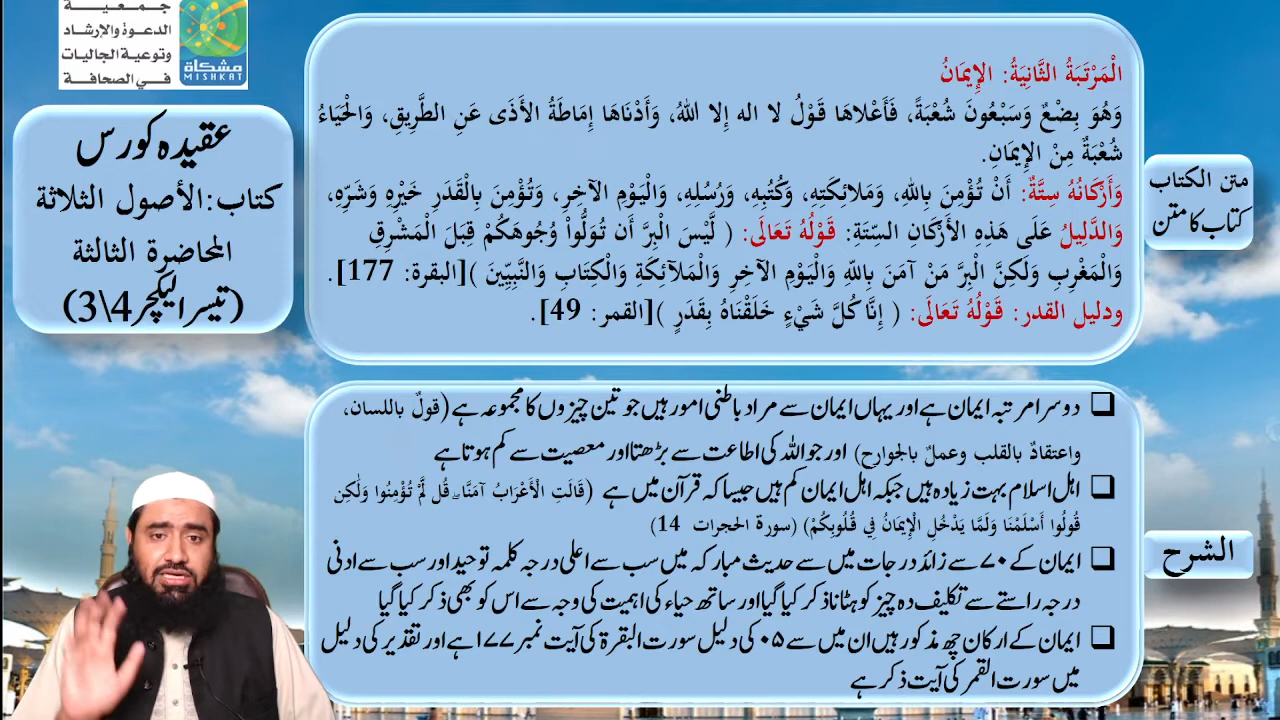 جمعية
الدعوة والإرشاد
وتوعية الجاليات
في الصحافة
مشكاة
MISHKAT
عقیدہ کورس
كتاب:الأصول الثلاثة
المحاضرة الثالثة
(تیسرا لیکچر 4\3)
الْمَرْتَبَةُ الثَّانِيَةُ: الإِيمَانُ
وَهُوَ بِضْعٌ وَسَبْعُونَ شُعْبَةً، فَأَعْلاهَا قَوْلُ لا اله إلا اللهُ، وَأَدْنَاهَا إِمَاطَةُ الأَذَى عَنِ الطَّرِيقِ، وَالْحَيَاءُ
شُعْبَةٌ مِنْ الإِيمَانِ.
وَأَرْكَانُهُ سِتَّةٌ: أَنْ تُؤْمِنَ بِاللهِ، وَمَلائِكَتِهِ، وَكُتُبِهِ، وَرُسُلِهِ، وَالْيَوْمِ الآخِرِ، وَتُؤْمِنَ بِالْقَدَرِ خَيْرِهِ وَشَرِّهِ،
وَالدَّلِيلُ عَلَى هَذِهِ الأَرْكَانِ السِّتَةِ: قَوْلُهُ تَعَالَى: ( لَّيْسَ الْبِرَّ أَن تُوَلُّواْ وُجُوهَكُمْ قِبَلَ الْمَشْرِقِ
وَالْمَغْرِبِ وَلَكِنَّ الْبِرَّ مَنْ آمَنَ بِاللّهِ وَالْيَوْمِ الآخِرِ وَالْمَلآئِكَةِ وَالْكِتَابِ وَالنَّبِيِّينَ )[البقرة: 177].
ودليل القدر: قَوْلُهُ تَعَالَى: ( إِنَّا كُلَّ شَيْءٍ خَلَقْنَاهُ بِقَدَرٍ )[القمر: 49].
متن الكتاب
کتاب کا متن
❑ دوسرا مرتبہ ایمان ہے اور یہاں ایمان سے مراد باطنی امور ہیں جو تین چیزوں کا مجموعہ ہے (قولٌ باللسان،
واعتقادٌ بالقلب وعملٌ بالجوارح) اور جو اللہ کی اطاعت سے بڑھتا اور معصیت سے کم ہوتا ہے
❑ اہل اسلام بہت زیادہ ہیں جبکہ اہل ایمان کم ہیں جیسا کہ قرآن میں ہے (قَالَتِ الْأَعْرَابُ آمَنَّا ۖ قُل لَّمْ تُؤْمِنُوا وَلَٰكِن
قُولُوا أَسْلَمْنَا وَلَمَّا يَدْخُلِ الْإِيمَانُ فِي قُلُوبِكُمْ) (سورة الحجرات 14)
❑ ایمان کے ۷۰ سے زائد درجات میں سے حدیث مبارکہ میں سب سے اعلی درجہ کلمہ توحید اور سب سے ادنی
درجہ راستے سے تکلیف دہ چیز کو ہٹانا ذکر کیا گیا اور ساتھ حیاء کی اہمیت کی وجہ سے اس کو بھی ذکر کیا گیا
❑ ایمان کے ارکان چھ مذکور ہیں ان میں سے ۰۵ کی دلیل سورت البقرۃ کی آیت نمبر ۱۷۷ ہے اور تقدیر کی دلیل
میں سورت القمر کی آیت ذکر ہے
الشرح